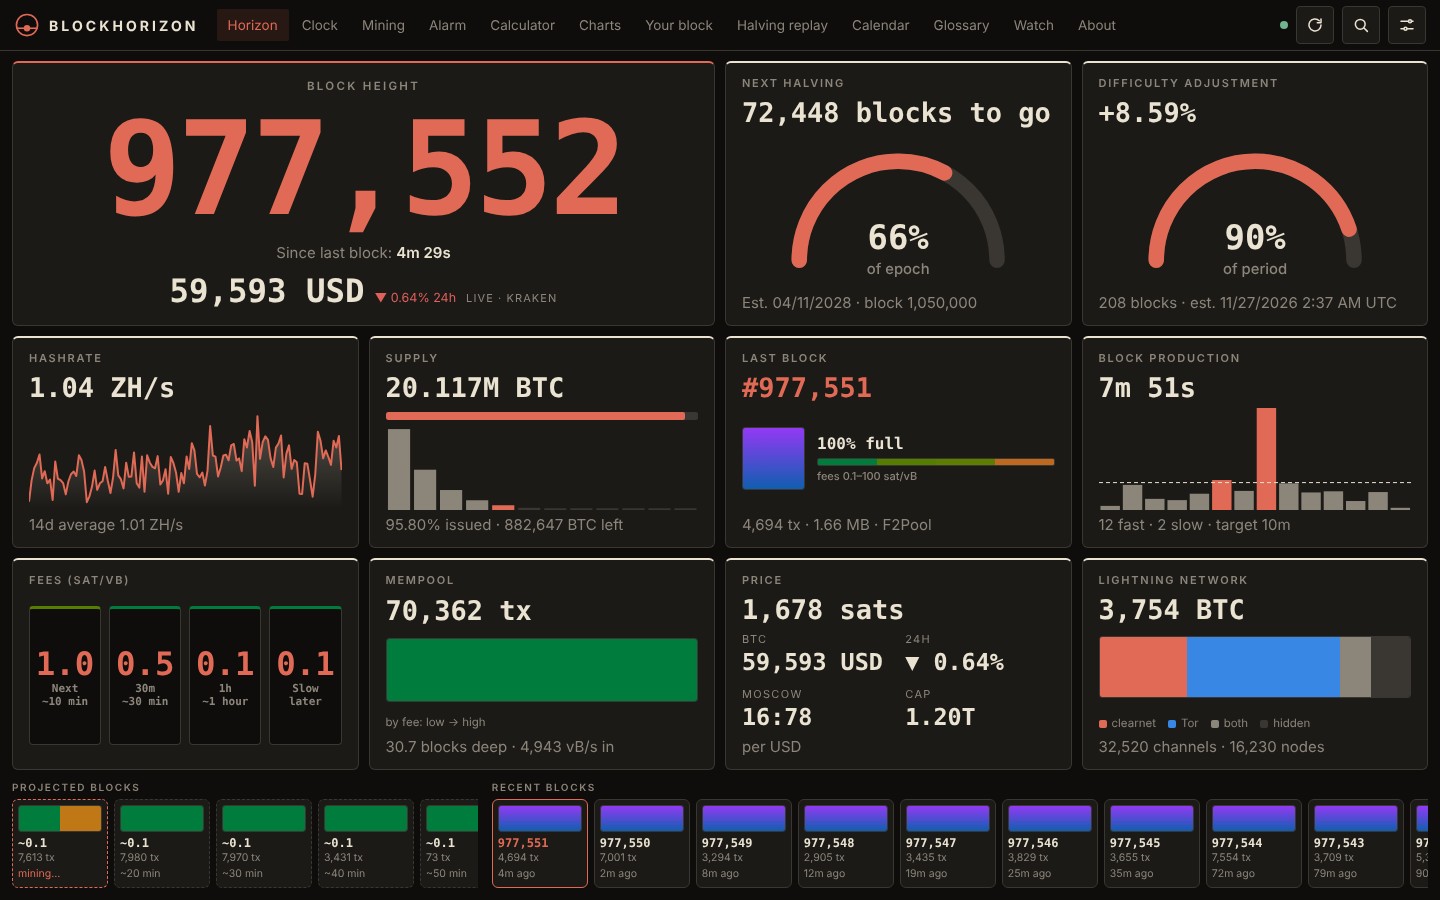 BLOCKHORIZON
Horizon Clock Mining Alarm Calculator Charts Your block Halving replay Calendar Glossary Watch About
BLOCK HEIGHT
977,552
Since last block: 4m 29s
59,593 USD ▼ 0.64% 24h LIVE · KRAKEN
NEXT HALVING
72,448 blocks to go
66%
of epoch
Est. 04/11/2028 · block 1,050,000
DIFFICULTY ADJUSTMENT
+8.59%
90%
of period
208 blocks · est. 11/27/2026 2:37 AM UTC
HASHRATE
1.04 ZH/s
14d average 1.01 ZH/s
SUPPLY
20.117M BTC
95.80% issued · 882,647 BTC left
LAST BLOCK
#977,551
100% full
fees 0.1–100 sat/vB
4,694 tx · 1.66 MB · F2Pool
BLOCK PRODUCTION
7m 51s
12 fast · 2 slow · target 10m
FEES (SAT/VB)
1.0 0.5 0.1 0.1
Next 30m 1h Slow
~10 min ~30 min ~1 hour later
MEMPOOL
70,362 tx
by fee: low → high
30.7 blocks deep · 4,943 vB/s in
PRICE
1,678 sats
BTC 24H
59,593 USD ▼ 0.64%
MOSCOW CAP
16:78 1.20T
per USD
LIGHTNING NETWORK
3,754 BTC
clearnet Tor both hidden
32,520 channels · 16,230 nodes
PROJECTED BLOCKS
~0.1 ~0.1 ~0.1 ~0.1 ~0.1
7,613 tx 7,980 tx 7,970 tx 3,431 tx 73 tx
mining... ~20 min ~30 min ~40 min ~50 min
RECENT BLOCKS
977,551 977,550 977,549 977,548 977,547 977,546 977,545 977,544 977,543
4,694 tx 7,001 tx 3,294 tx 2,905 tx 3,435 tx 3,829 tx 3,655 tx 7,554 tx 3,709 tx
4m ago 2m ago 8m ago 12m ago 19m ago 25m ago 35m ago 72m ago 79m ago